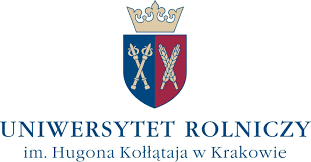 UNIWERSYTET ROLNICZY
im. Hugona Kołłątaja w Krakowie